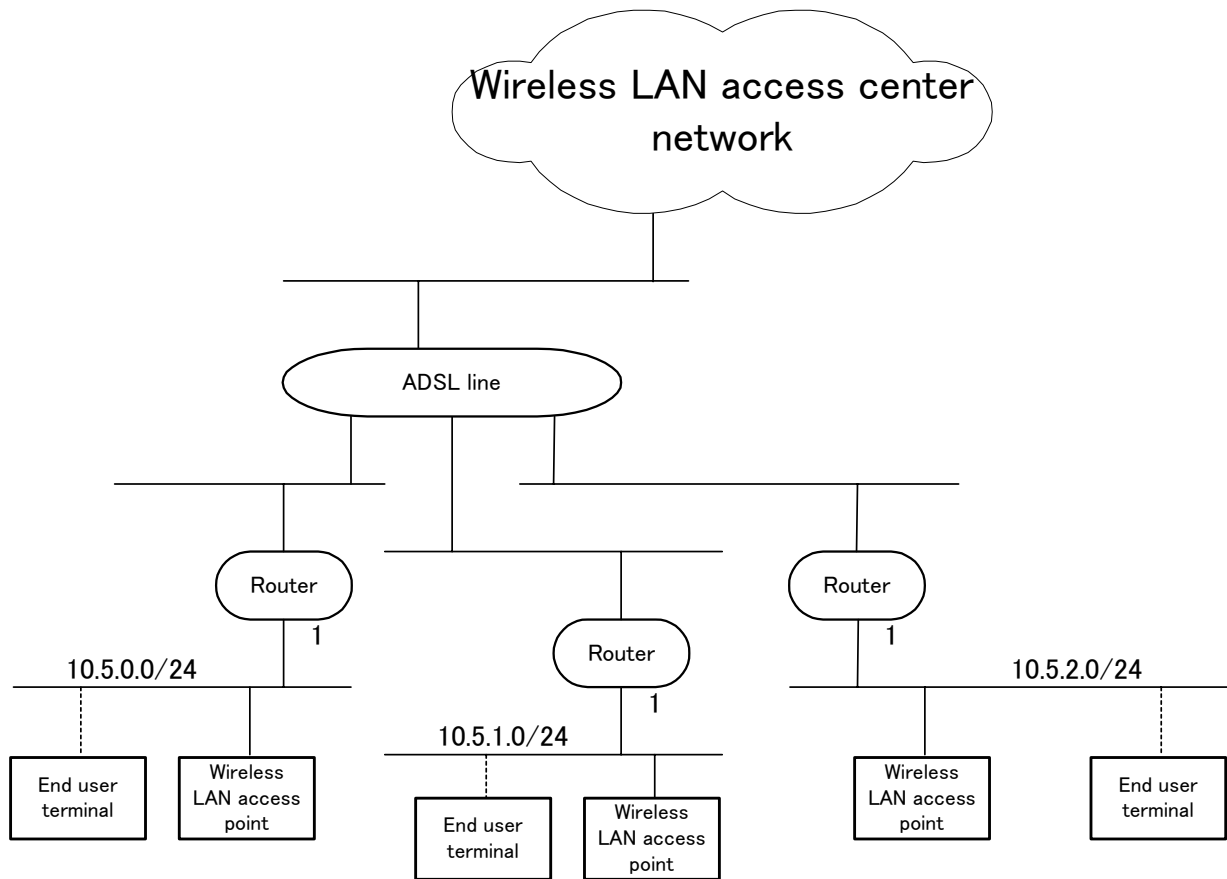 Wireless LAN access center
network
ADSL line
Router
1
Router
1
Router
1
10.5.0.0/24
10.5.1.0/24
10.5.2.0/24
End user
terminal
Wireless
LAN access
point
End user
terminal
Wireless
LAN access
point
Wireless
LAN access
point
End user
terminal